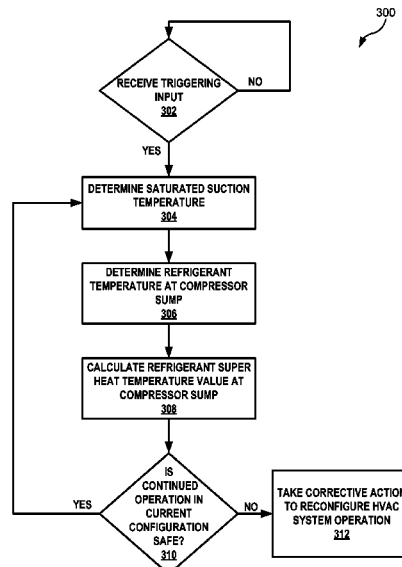 300
RECEIVE TRIGGERING
INPUT
302
NO
YES
DETERMINE SATURATED SUCTION
TEMPERATURE
304
DETERMINE REFRIGERANT
TEMPERATURE AT COMPRESSOR
SUMP
306
CALCULATE REFRIGERANT SUPER
HEAT TEMPERATURE VALUE AT
COMPRESSOR SUMP
308
IS
CONTINUED
OPERATION IN
CURRENT
CONFIGURATION
SAFE?
310
YES
NO
TAKE CORRECTIVE ACTION
TO RECONFIGURE HVAC
SYSTEM OPERATION
312